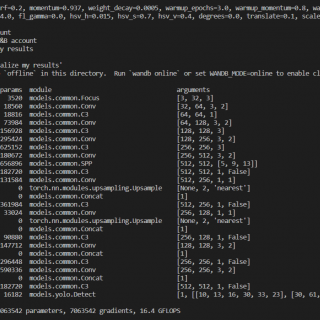 rf=0.2, momentum=0.937, weight_decay=0.0005, warmup_epochs=3.0, warmup_momentum=0.8, wa
4.0, fl_gamma=0.0, hsv_h=0.015, hsv_s=0.7, hsv_v=0.4, degrees=0.0, translate=0.1, scale
unt
&B account
y results
alize my results'
`offline` in this directory.  Run `wandb online` or set WANDB_MODE=online to enable cl
params  module                                  arguments
3520  models.common.Focus                     [3, 32, 3]
18560  models.common.Conv                      [32, 64, 3, 2]
18816  models.common.C3                        [64, 64, 1]
73984  models.common.Conv                      [64, 128, 3, 2]
156928  models.common.C3                        [128, 128, 3]
295424  models.common.Conv                      [128, 256, 3, 2]
625152  models.common.C3                        [256, 256, 3]
180672  models.common.Conv                      [256, 512, 3, 2]
656896  models.common.SPP                       [512, 512, [5, 9, 13]]
182720  models.common.C3                        [512, 512, 1, False]
131584  models.common.Conv                      [512, 256, 1, 1]
0  torch.nn.modules.upsampling.Upsample    [None, 2, 'nearest']
0  models.common.Concat                    [1]
361984  models.common.C3                        [512, 256, 1, False]
33024  models.common.Conv                      [256, 128, 1, 1]
0  torch.nn.modules.upsampling.Upsample    [None, 2, 'nearest']
0  models.common.Concat                    [1]
90880  models.common.C3                        [256, 128, 1, False]
147712  models.common.Conv                      [128, 128, 3, 2]
0  models.common.Concat                    [1]
296448  models.common.C3                        [256, 256, 1, False]
590336  models.common.Conv                      [256, 256, 3, 2]
0  models.common.Concat                    [1]
182720  models.common.C3                        [512, 512, 1, False]
16182  models.yolo.Detect                      [1, [[10, 13, 16, 30, 33, 23], [30, 61,
063542 parameters, 7063542 gradients, 16.4 GFLOPS